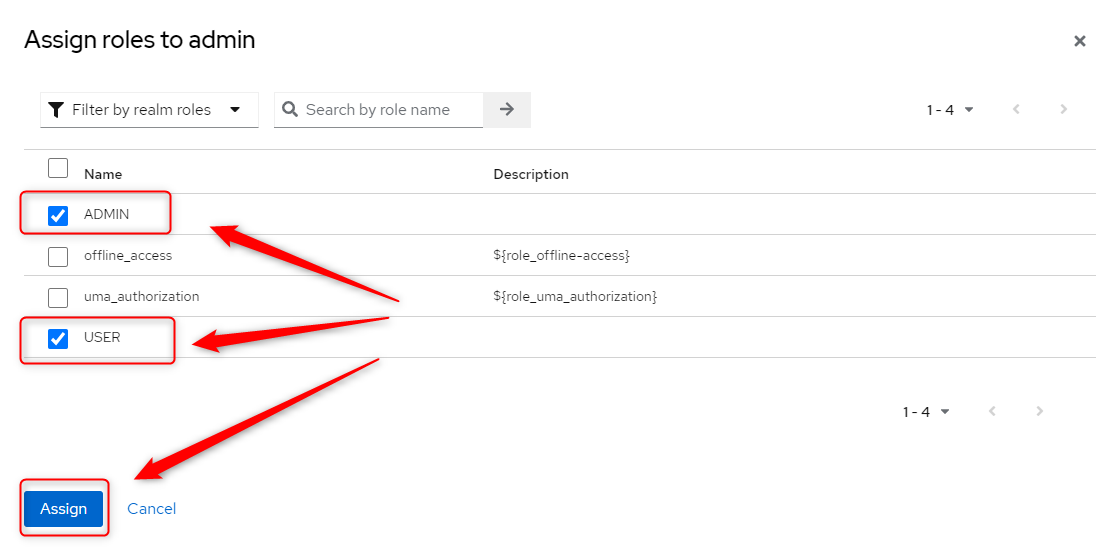 Assign roles to admin
Filter by realm roles
Search by role name
1 - 4
Name Description
ADMIN
offline_access ${role_offline-access}
uma_authorization ${role_uma_authorization}
USER
1 - 4
Assign Cancel